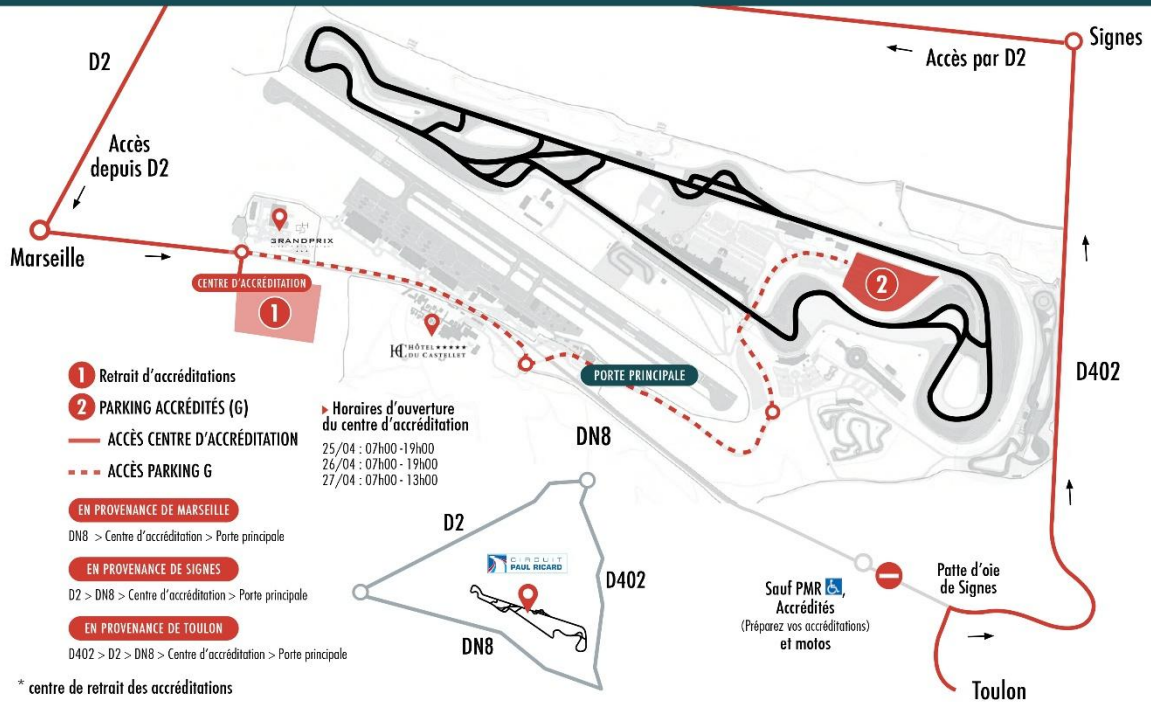 D2
Accès par D2
Signes
Accès
depuis D2
Marseille
GRANDPRIX
CENTRE D'ACCRÉDITATION
1
2
HC HÔTEL★★★★★
DU CASTELLET
PORTE PRINCIPALE
D402
DN8
1 Retrait d'accréditations
2 PARKING ACCRÉDITÉS (G)
ACCÈS CENTRE D'ACCRÉDITATION
ACCÈS PARKING G
Horaires d'ouverture
du centre d'accréditation
25/04 : 07h00 -19h00
26/04 : 07h00 - 19h00
27/04 : 07h00 - 13h00
EN PROVENANCE DE MARSEILLE
DN8 > Centre d'accréditation > Porte principale
EN PROVENANCE DE SIGNES
D2 > DN8 > Centre d'accréditation > Porte principale
EN PROVENANCE DE TOULON
D402 > D2 > DN8 > Centre d'accréditation > Porte principale
* centre de retrait des accréditations
D2
CIRCUIT
PAUL RICARD
D402
DN8
Sauf PMR ,
Accrédités
(Préparez vos accréditations)
et motos
Patte d'oie
de Signes
Toulon